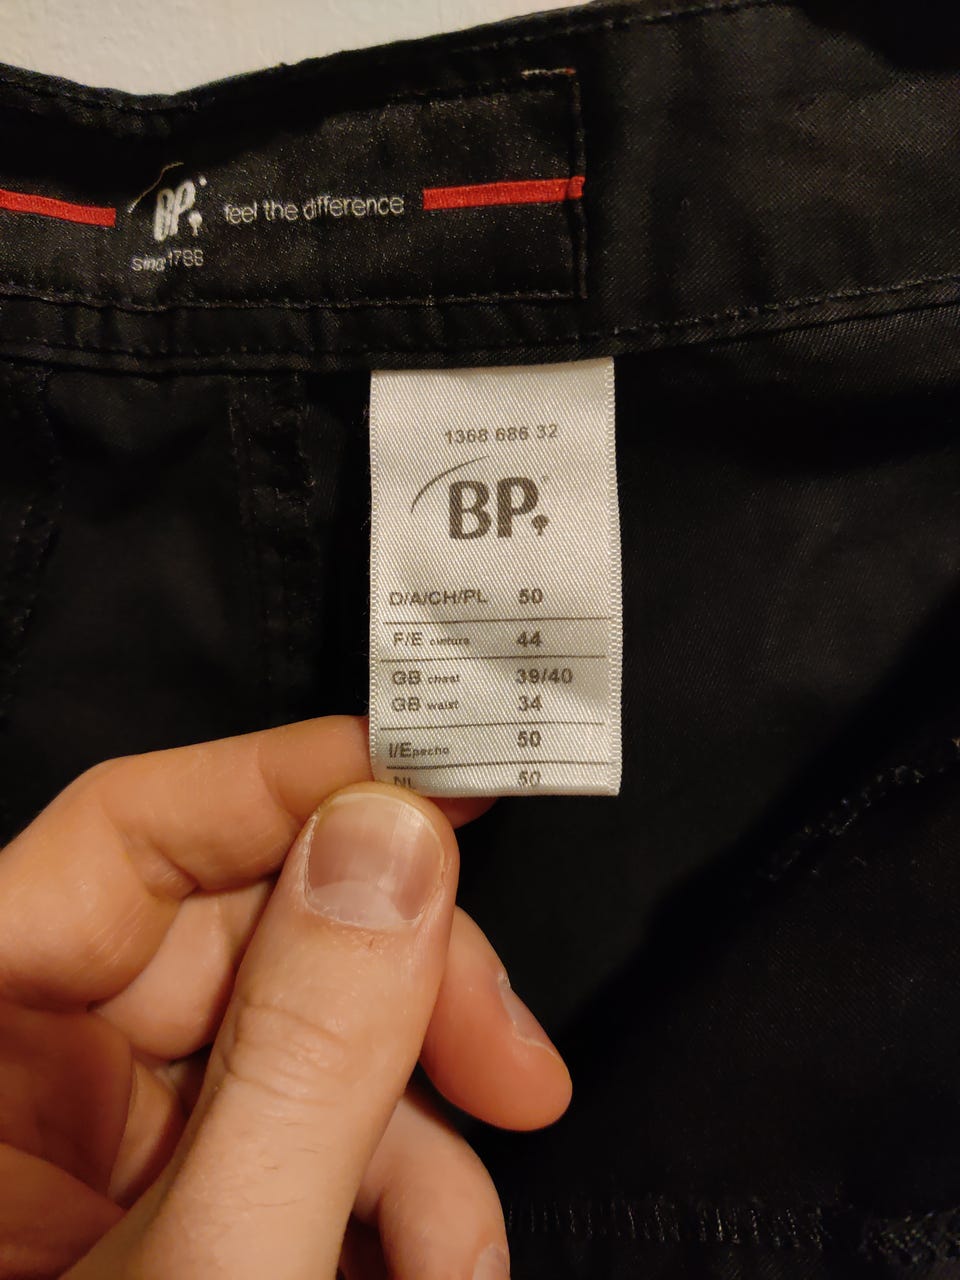 BP.
feel the difference
since 1788
1368 686 32
BP.
D/A/CH/PL 50
F/E cintura 44
GB chest 39/40
GB waist 34
I/E pecho 50
NL 50